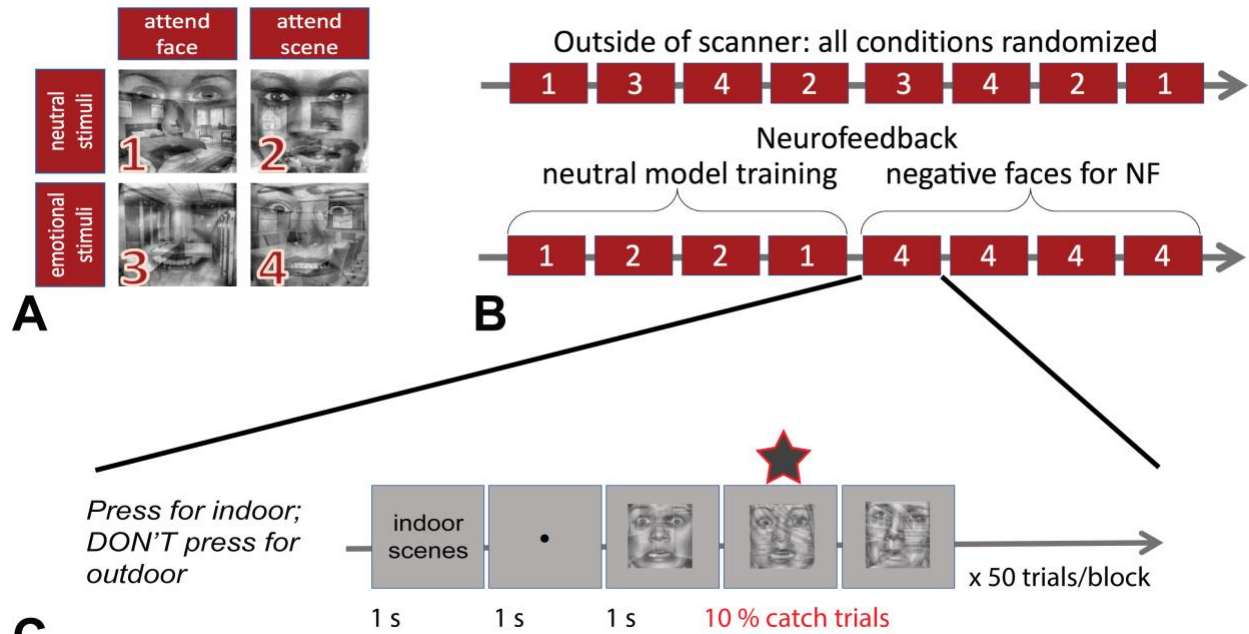 attend
face
attend
scene
neutral
stimuli
1
2
emotional
stimuli
3
4
A
Outside of scanner: all conditions randomized
1 3 4 2 3 4 2 1
Neurofeedback
neutral model training
negative faces for NF
1 2 2 1 4 4 4 4
B
Press for indoor;
DON'T press for
outdoor
indoor
scenes
x 50 trials/block
1 s
1 s
1 s
10 % catch trials